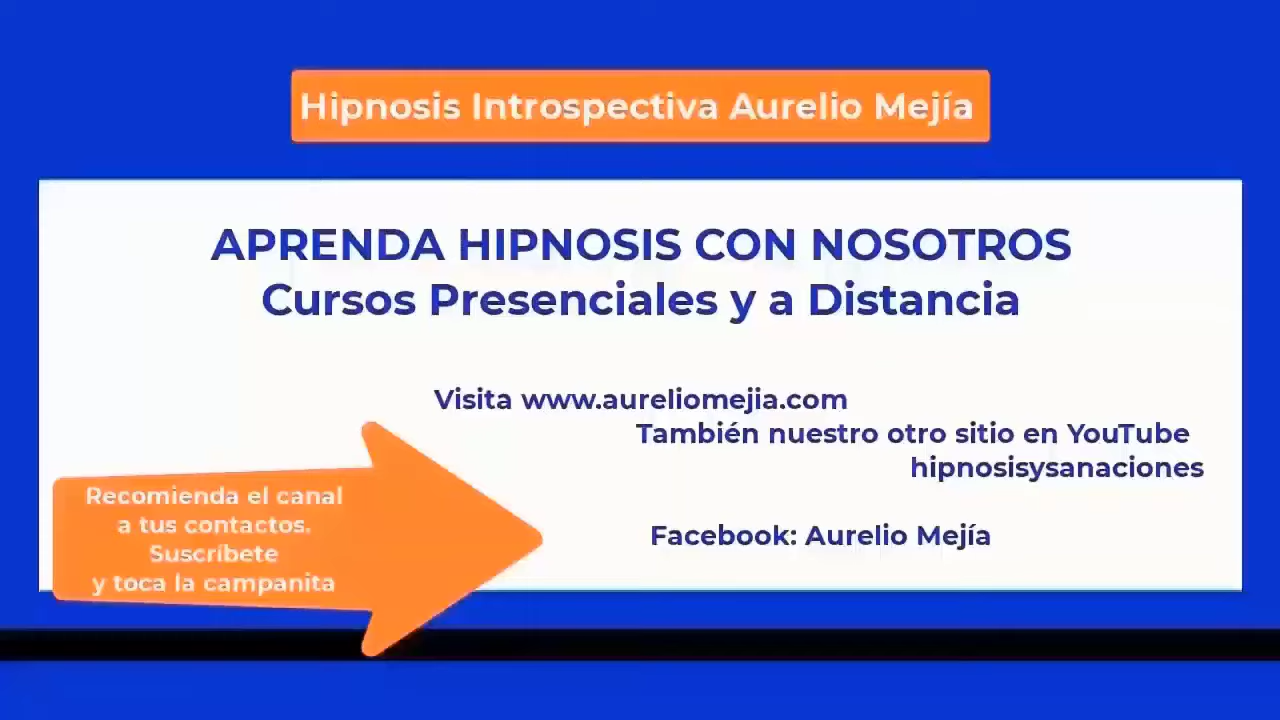 Hipnosis Introspectiva Aurelio Mejía
APRENDA HIPNOSIS CON NOSOTROS
Cursos Presenciales y a Distancia
Visita www.aureliomejia.com
También nuestro otro sitio en YouTube
hipnosisysanaciones
Facebook: Aurelio Mejía
Recomienda el canal
a tus contactos.
Suscríbete
y toca la campanita